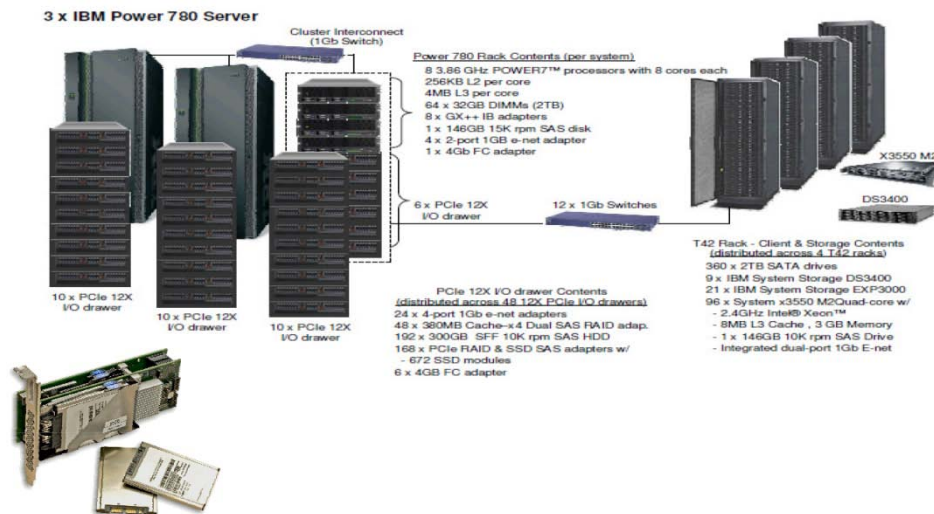 3 x IBM Power 780 Server
Cluster Interconnect
(1Gb Switch)
Power 780 Rack Contents (per system)
8 3.86 GHz POWER7™ processors with 8 cores each
256KB L2 per core
4MB L3 per core
64 x 32GB DIMMs (2TB)
8x GX++ IB adapters
1 x 146GB 15K rpm SAS disk
4 x 2-port 1GB e-net adapter
1 x 4Gb FC adapter
6 x PCIe 12X
I/O drawer
12 x 1Gb Switches
X3550 M2
DS3400
10 x PCIe 12X
I/O drawer
10 x PCIe 12X
I/O drawer
10 x PCIe 12X
I/O drawer
PCIe 12X I/O drawer Contents
(distributed across 48 12X PCIe I/O drawers)
24 x 4-port 1Gb e-net adapters
48 x 380MB Cache-x4 Dual SAS RAID adap.
192 x 300GB SFF 10K rpm SAS HDD
168 x PCIe RAID & SSD SAS adapters w/
- 672 SSD modules
6 x 4GB FC adapter
T42 Rack - Client & Storage Contents
(distributed across 4 T42 racks)
360 x 2TB SATA drives
9 x IBM System Storage DS3400
21 x IBM System Storage EXP3000
96 x System x3550 M2Quad-core w/
- 2.4GHz Intel® Xeon™
- 8MB L3 Cache , 3 GB Memory
- 1 x 146GB 10K rpm SAS Drive
- Integrated dual-port 1Gb E-net